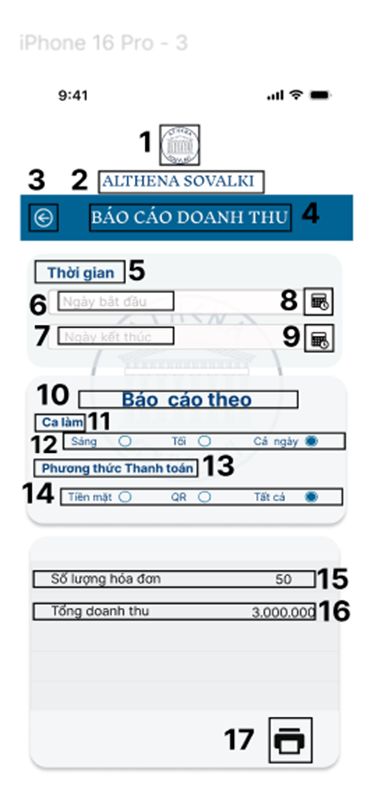 iPhone 16 Pro - 3
9:41
1
ATHENA
SOVALKI
3 2 ALTHENA SOVALKI
BÁO CÁO DOANH THU 4
Thời gian 5
6 Ngày bắt đầu 8
7 Ngày kết thúc 9
10 Báo cáo theo
Ca làm 11
12 Sáng Tối Cả ngày
Phương thức Thanh toán 13
14 Tiền mặt QR Tất cả
Số lượng hóa đơn 50 15
Tổng doanh thu 3.000.000 16
17